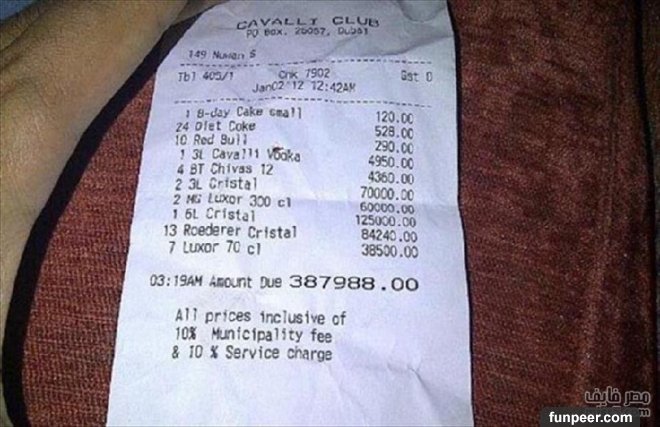 CAVALLI CLUB
PO BOX. 26057, Dubai
149 Nuwan S
Tbl 405/1 Chk 7902 Gst 0
Jan02'12 12:42AM
1 B-day Cake small 120.00
24 Diet Coke 528.00
10 Red Bull 290.00
1 3L Cavalli Vodka 4950.00
4 BT Chivas 12 4360.00
2 3L Cristal 70000.00
2 MG Luxor 300 cl 60000.00
1 6L Cristal 125000.00
13 Roederer Cristal 84240.00
7 Luxor 70 cl 38500.00
03:19AM Amount Due 387988.00
All prices inclusive of
10% Municipality fee
& 10 % Service charge
مصر فايف
funpeer.com